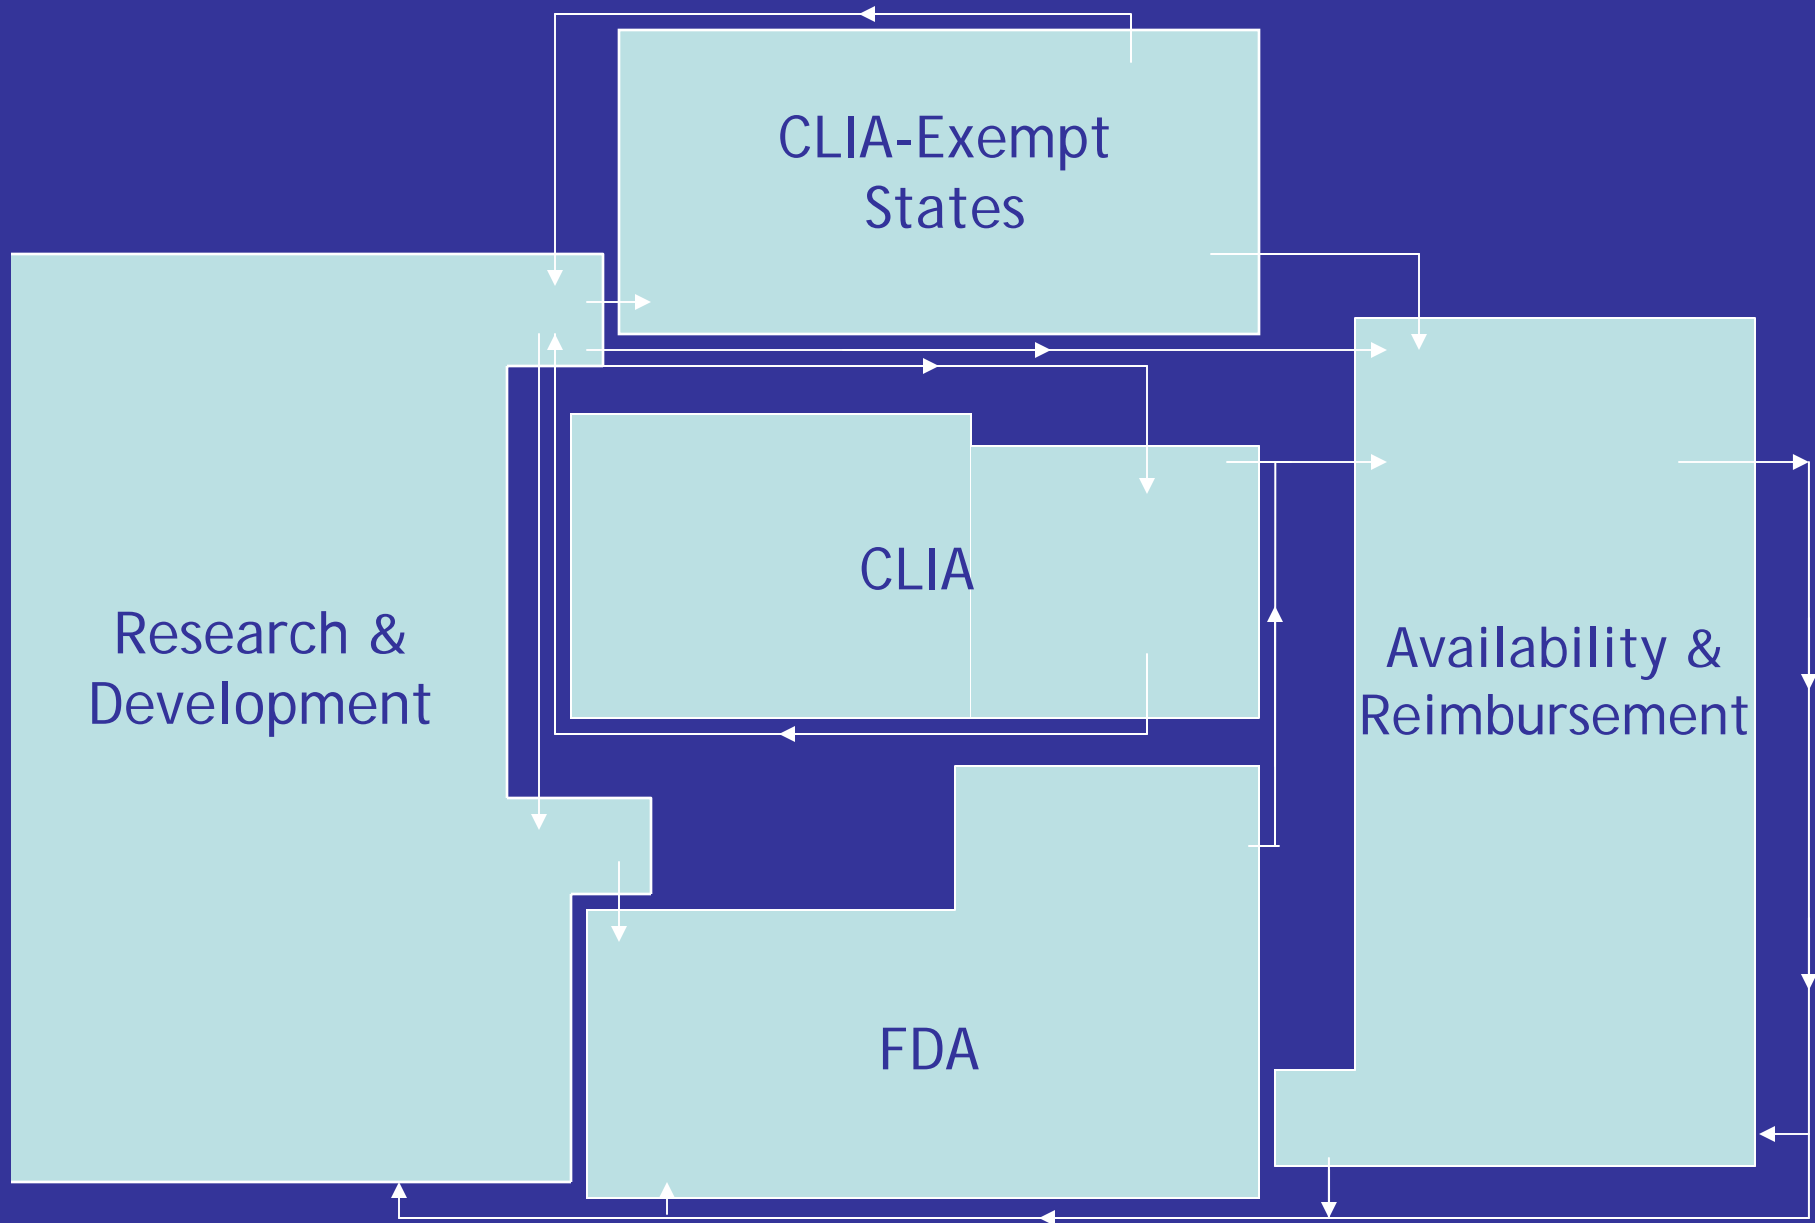 CLIA-Exempt
States
Research &
Development
CLIA
Availability &
Reimbursement
FDA